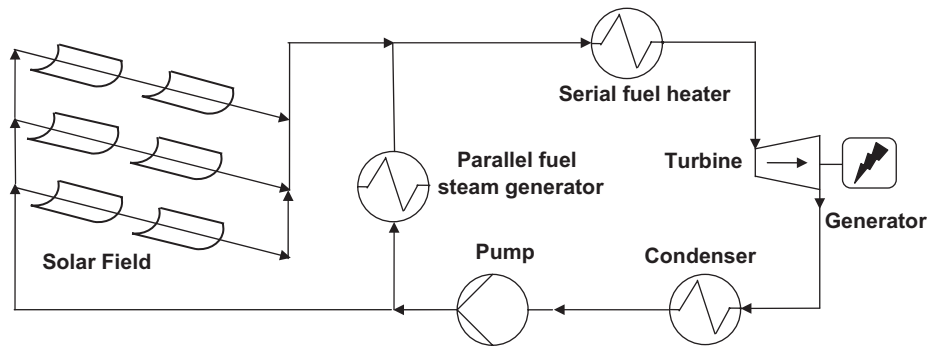 Serial fuel heater
Parallel fuel
steam generator
Turbine
Generator
Solar Field
Pump
Condenser